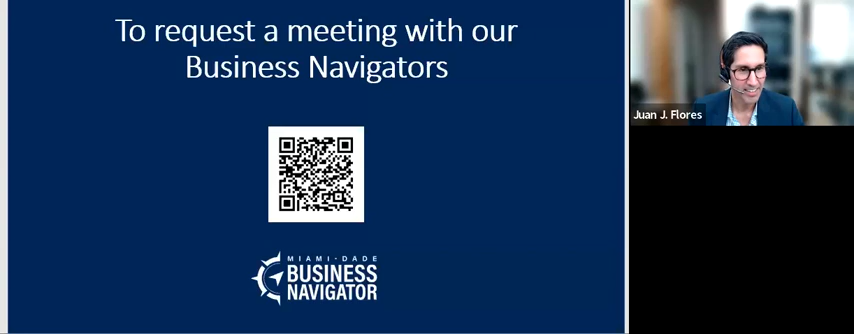 To request a meeting with our
Business Navigators
Juan J. Flores
MIAMI·DADE
BUSINESS
NAVIGATOR